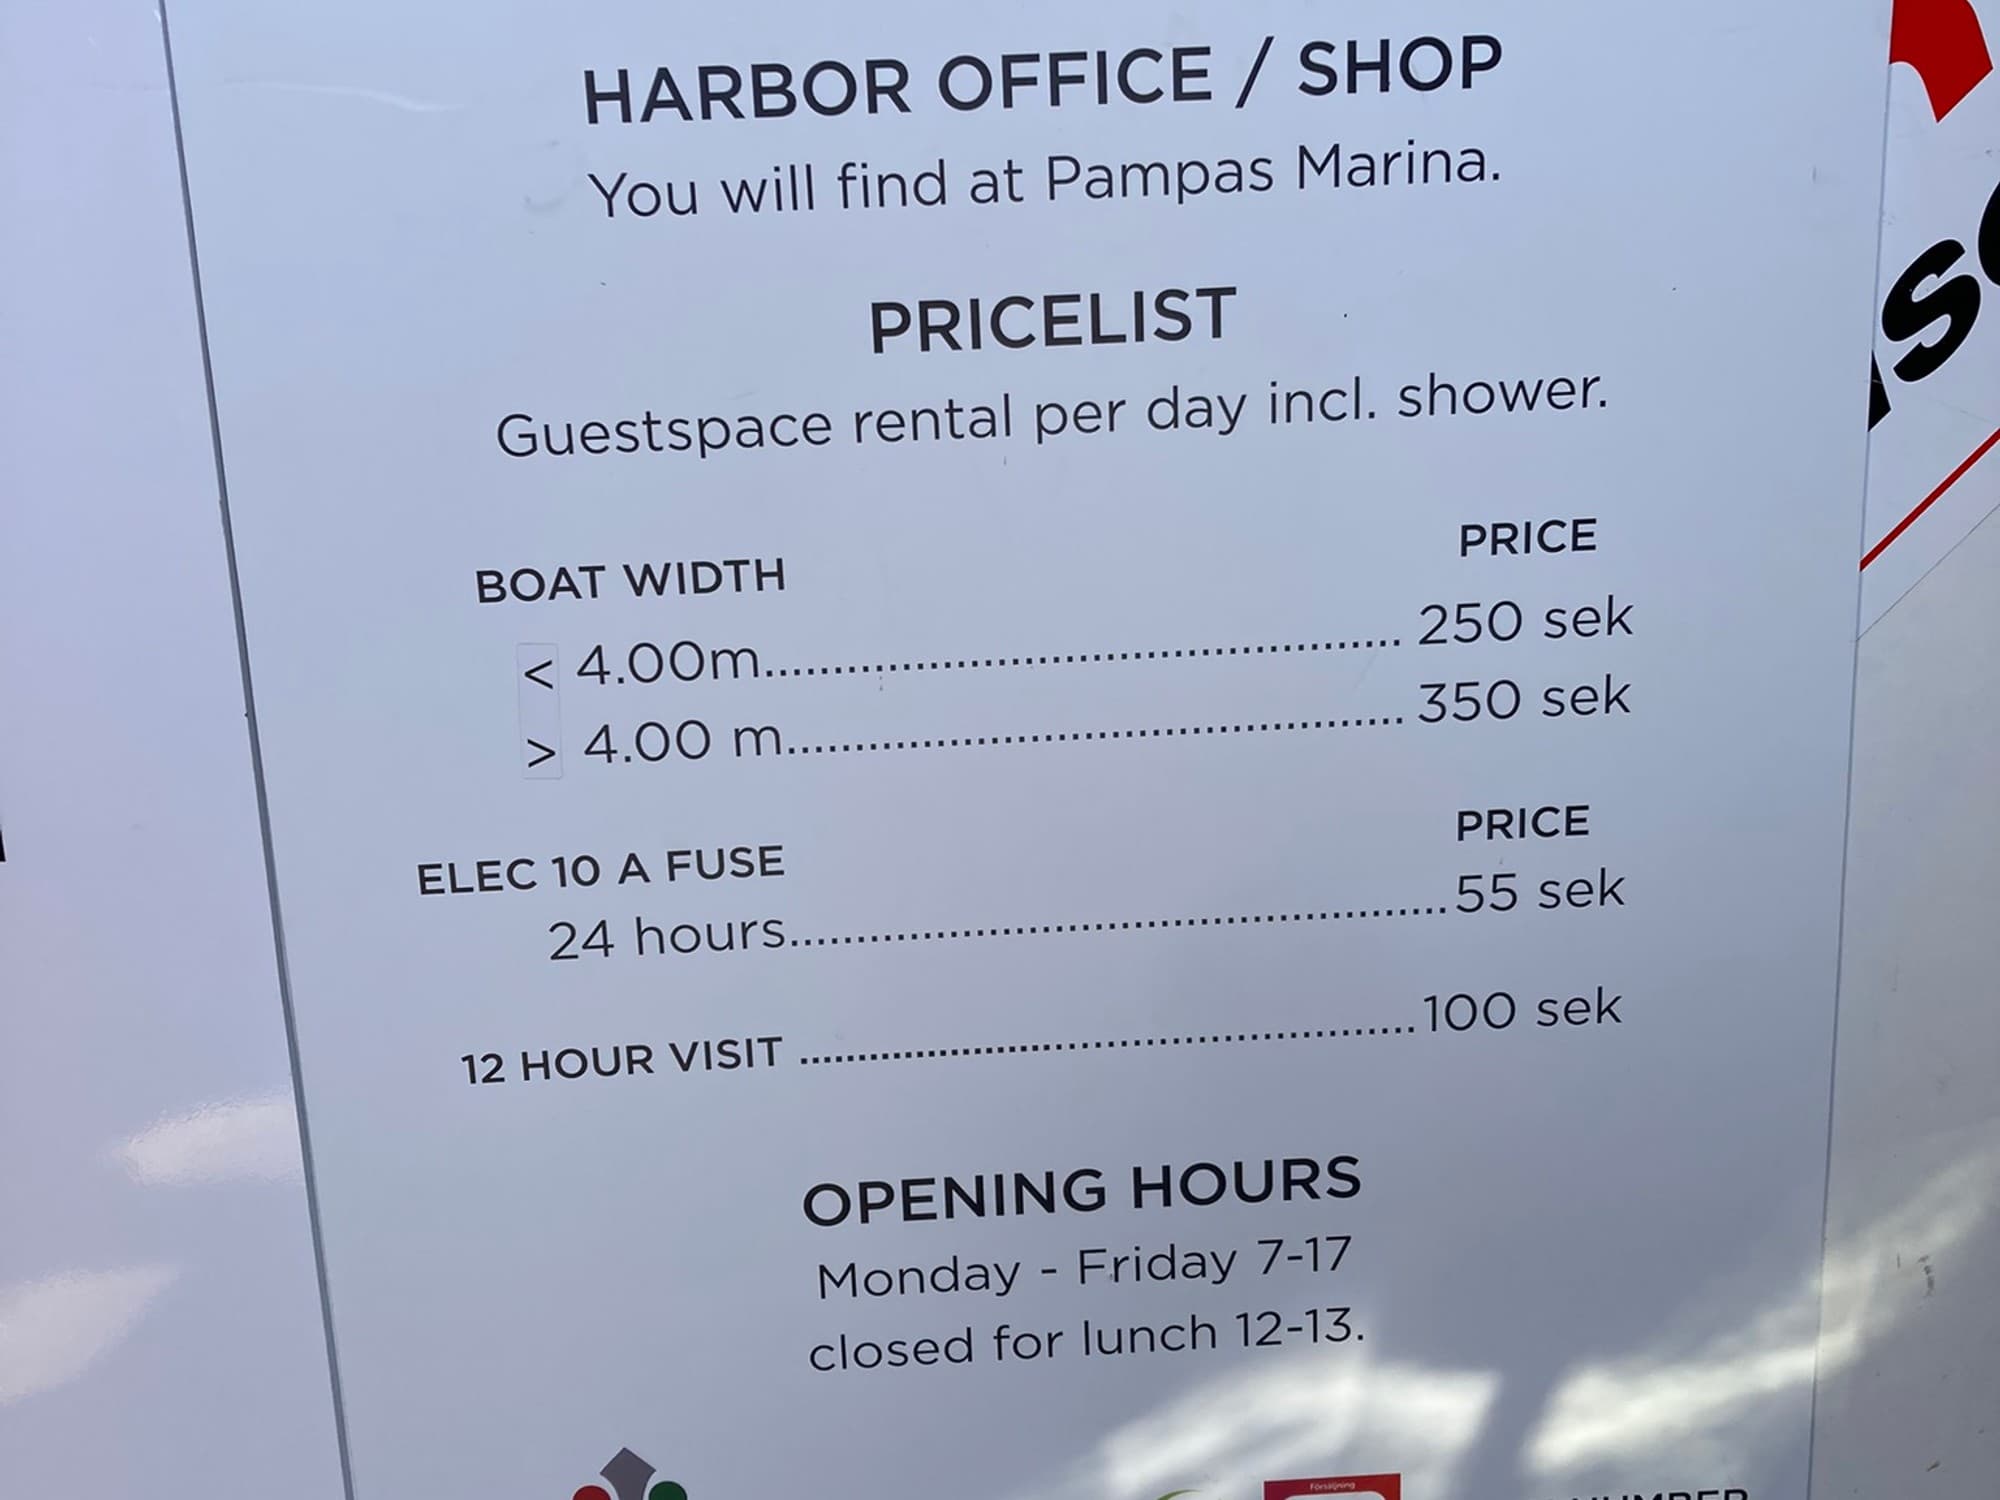 HARBOR OFFICE / SHOP
You will find at Pampas Marina.
PRICELIST
Guestspace rental per day incl. shower.
BOAT WIDTH PRICE
< 4.00m........................................................ 250 sek
> 4.00 m...................................................... 350 sek
ELEC 10 A FUSE PRICE
24 hours......................................................... 55 sek
12 HOUR VISIT ........................................................ 100 sek
OPENING HOURS
Monday - Friday 7-17
closed for lunch 12-13.
Försäljning